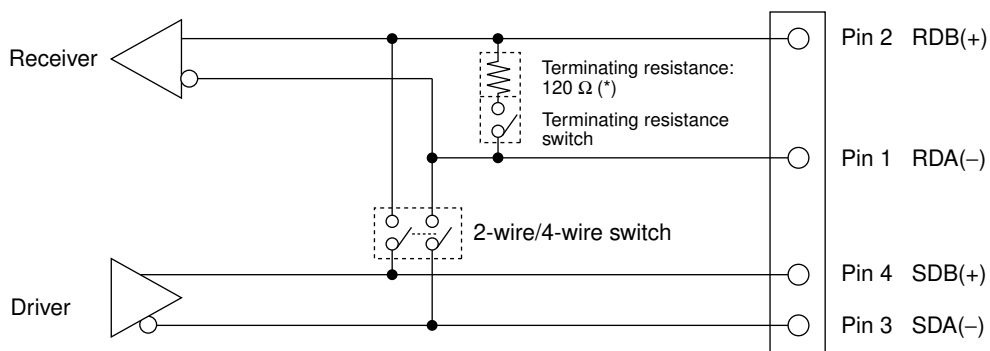 Receiver
Pin 2 RDB(+)
Terminating resistance:
120 Ω (*)
Terminating resistance
switch
Pin 1 RDA(−)
2-wire/4-wire switch
Pin 4 SDB(+)
Driver
Pin 3 SDA(−)